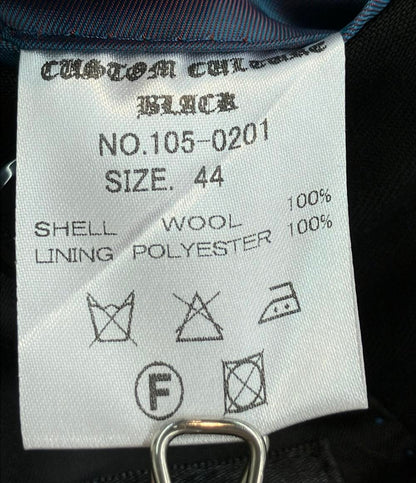 CUSTOM CULTURE
BLACK
NO.105-0201
SIZE. 44
SHELL WOOL 100%
LINING POLYESTER 100%
F